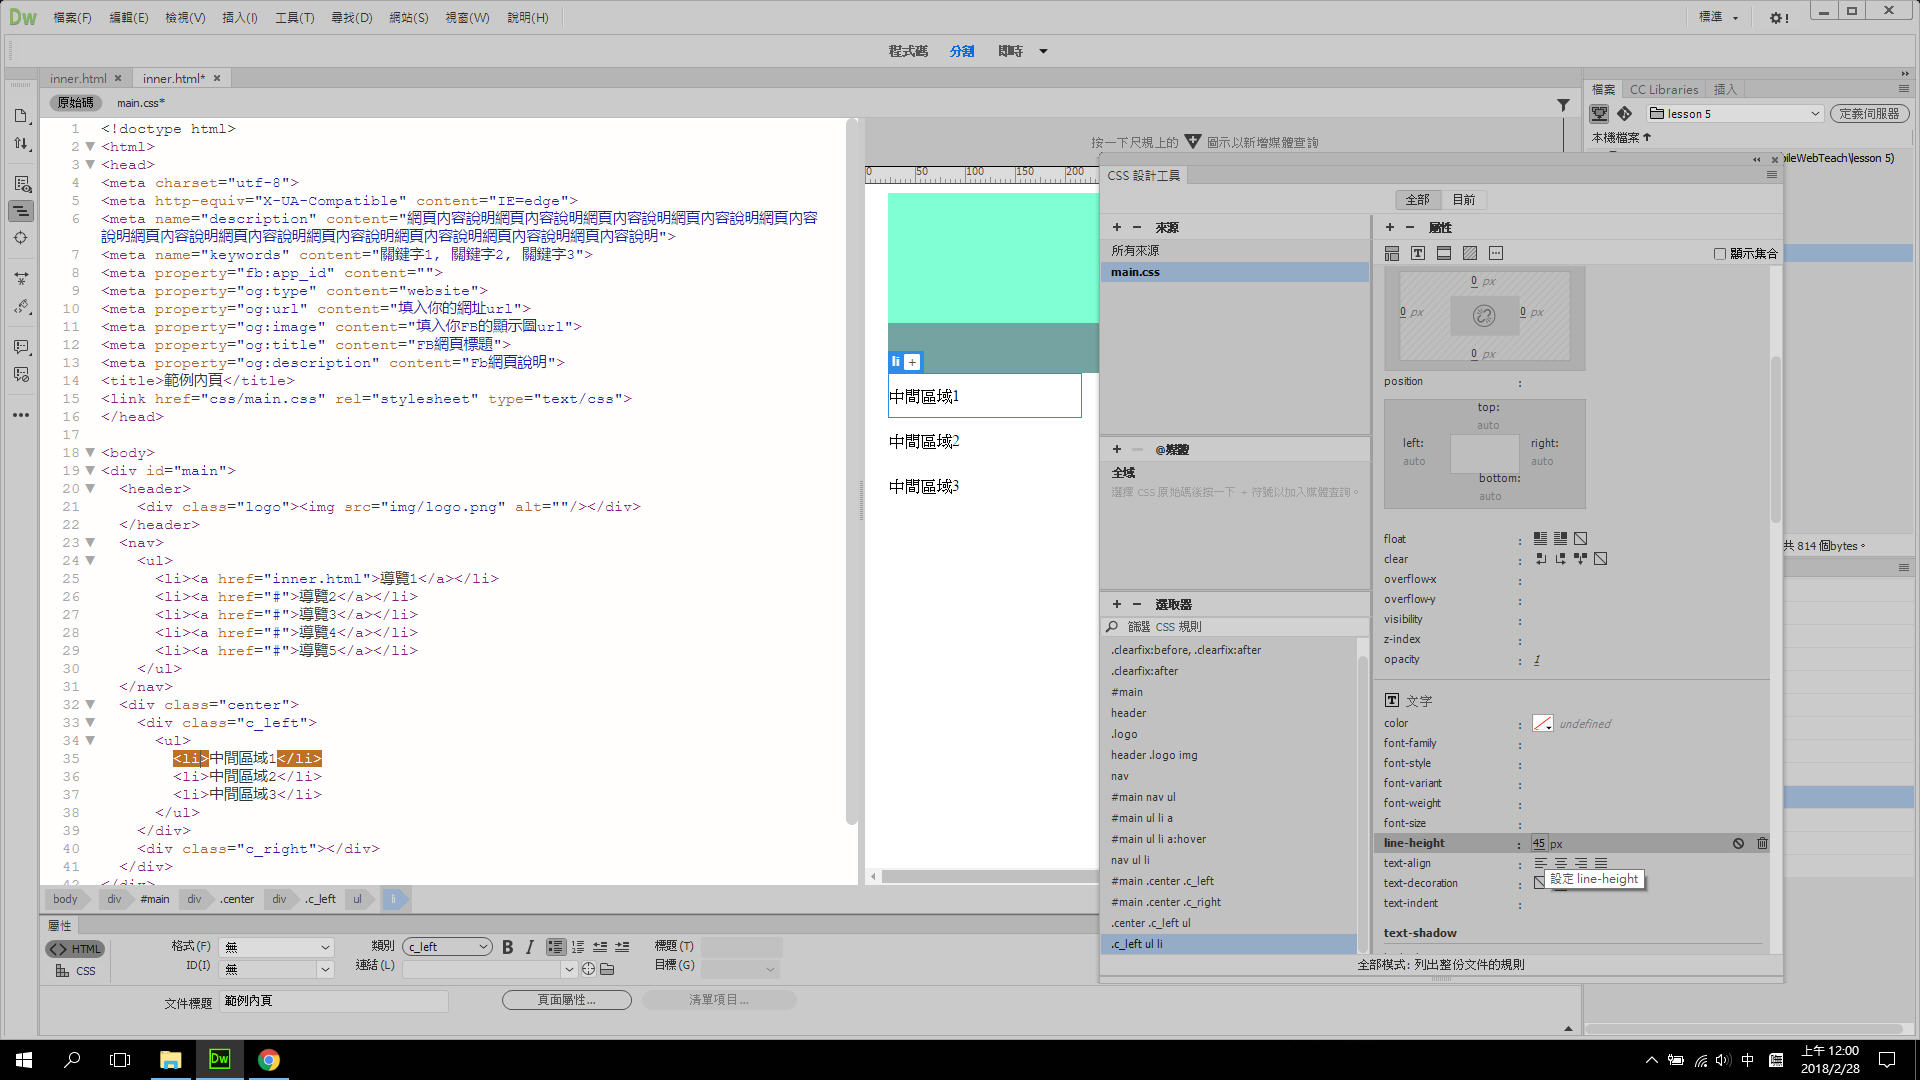 Dw 檔案(F) 編輯(E) 檢視(V) 插入(I) 工具(T) 尋找(D) 網站(S) 視窗(W) 說明(H) 標準
程式碼 分割 即時
inner.html inner.html*
原始碼 main.css*
1 <!doctype html>
2 <html>
3 <head>
4 <meta charset="utf-8">
5 <meta http-equiv="X-UA-Compatible" content="IE=edge">
6 <meta name="description" content="網頁內容說明網頁內容說明網頁內容說明網頁內容說明網頁內容
說明網頁內容說明網頁內容說明網頁內容說明網頁內容說明網頁內容說明網頁內容說明">
7 <meta name="keywords" content="關鍵字1, 關鍵字2, 關鍵字3">
8 <meta property="fb:app_id" content="">
9 <meta property="og:type" content="website">
10 <meta property="og:url" content="填入你的網址url">
11 <meta property="og:image" content="填入你FB的顯示圖url">
12 <meta property="og:title" content="FB網頁標題">
13 <meta property="og:description" content="Fb網頁說明">
14 <title>範例內頁</title>
15 <link href="css/main.css" rel="stylesheet" type="text/css">
16 </head>
17
18 <body>
19 <div id="main">
20 <header>
21 <div class="logo"><img src="img/logo.png" alt=""/></div>
22 </header>
23 <nav>
24 <ul>
25 <li><a href="inner.html">導覽1</a></li>
26 <li><a href="#">導覽2</a></li>
27 <li><a href="#">導覽3</a></li>
28 <li><a href="#">導覽4</a></li>
29 <li><a href="#">導覽5</a></li>
30 </ul>
31 </nav>
32 <div class="center">
33 <div class="c_left">
34 <ul>
35 <li>中間區域1</li>
36 <li>中間區域2</li>
37 <li>中間區域3</li>
38 </ul>
39 </div>
40 <div class="c_right"></div>
41 </div>
42 </div>
body div #main div .center div .c_left ul li
按一下尺規上的 圖示以新增媒體查詢
0 50 100 150 200
li +
中間區域1
中間區域2
中間區域3
CSS 設計工具
全部 目前
+ − 來源
所有來源
main.css
+ − @媒體
全域
選擇 CSS 原始碼後按一下 + 符號以加入媒體查詢。
+ − 選取器
篩選 CSS 規則
.clearfix:before, .clearfix:after
.clearfix:after
#main
header
.logo
header .logo img
nav
#main nav ul
#main ul li a
#main ul li a:hover
nav ul li
#main .center .c_left
#main .center .c_right
.center .c_left ul
.c_left ul li
+ − 屬性
顯示集合
0 px
0 px 0 px
0 px
position :
top:
auto
left: right:
auto auto
bottom:
auto
float :
clear :
overflow-x :
overflow-y :
visibility :
z-index :
opacity : 1
T 文字
color : undefined
font-family :
font-style :
font-variant :
font-weight :
font-size :
line-height : 45 px
text-align :
設定 line-height
text-decoration :
text-indent :
text-shadow
全部模式: 列出整份文件的規則
檔案 CC Libraries 插入
lesson 5 定義伺服器
本機檔案
bileWebTeach\lesson 5)
共 814 個bytes。
屬性
<> HTML 格式(F) 無 類別 c_left B I 標題(T)
CSS ID(I) 無 連結(L) 目標(G)
文件標題 範例內頁 頁面屬性... 清單項目...
Dw 中 上午 12:00
2018/2/28